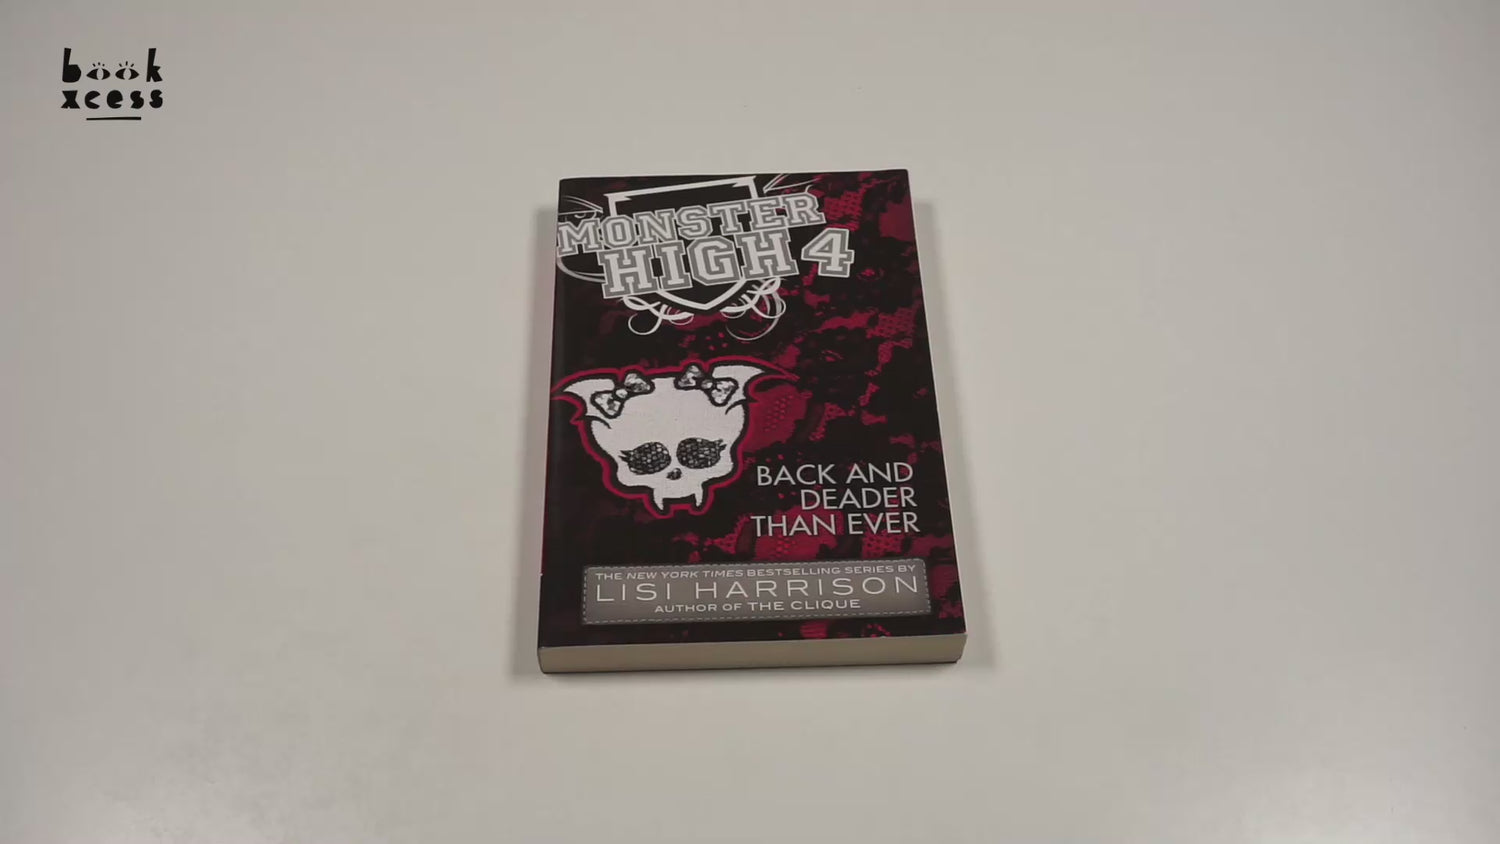 book
xcess
MONSTER
HIGH 4
BACK AND
DEADER
THAN EVER
THE NEW YORK TIMES BESTSELLING SERIES BY
LISI HARRISON
AUTHOR OF THE CLIQUE